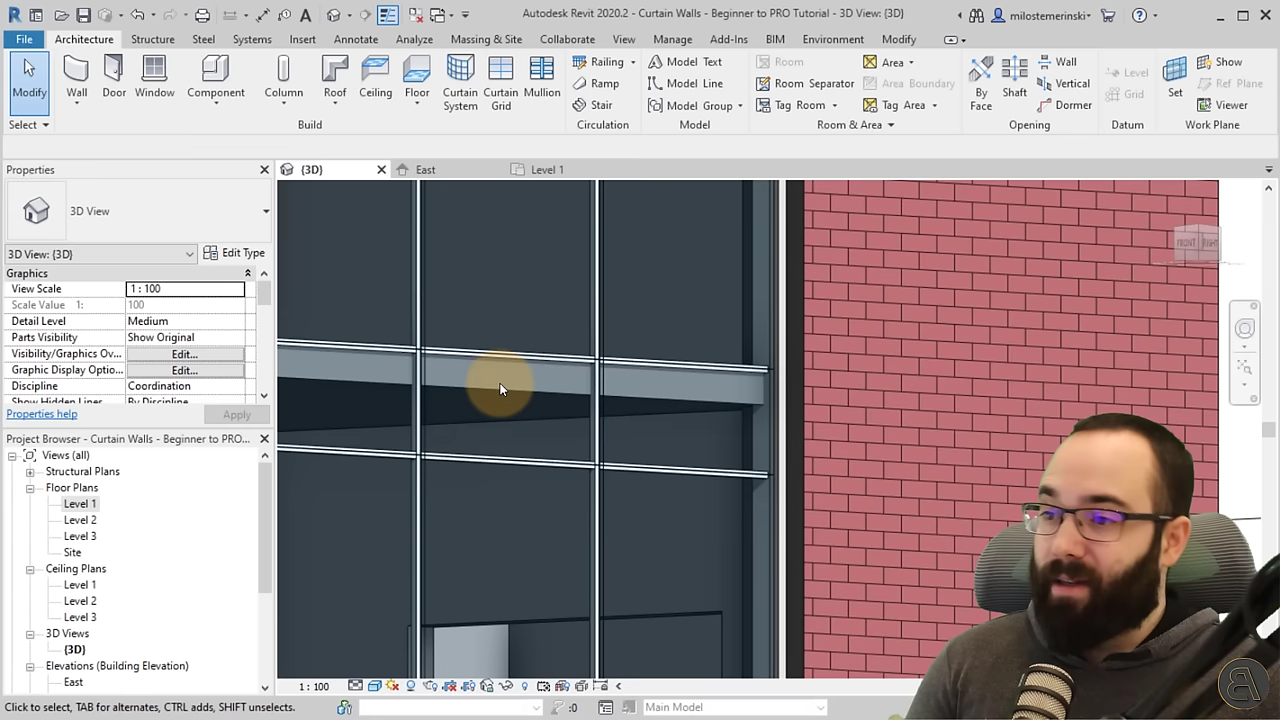 Autodesk Revit 2020.2 - Curtain Walls - Beginner to PRO Tutorial - 3D View: {3D}
milostemerinski
File Architecture Structure Steel Systems Insert Annotate Analyze Massing & Site Collaborate View Manage Add-Ins BIM Environment Modify
Modify Wall Door Window Component Column Roof Ceiling Floor Curtain System Curtain Grid Mullion
Railing Model Text Room Area
Ramp Model Line Room Separator Area Boundary
Stair Model Group Tag Room Tag Area
By Face Shaft Wall Vertical Dormer
Level Grid
Set Show Ref Plane Viewer
Select Build Circulation Model Room & Area Opening Datum Work Plane
Properties
{3D} East Level 1
3D View
3D View: {3D} Edit Type
Graphics
View Scale 1 : 100
Scale Value 1: 100
Detail Level Medium
Parts Visibility Show Original
Visibility/Graphics Ov... Edit...
Graphic Display Optio... Edit...
Discipline Coordination
Show Hidden Lines By Discipline
Properties help Apply
Project Browser - Curtain Walls - Beginner to PRO...
Views (all)
Structural Plans
Floor Plans
Level 1
Level 2
Level 3
Site
Ceiling Plans
Level 1
Level 2
Level 3
3D Views
{3D}
Elevations (Building Elevation)
East
FRONT RIGHT
1 : 100
Click to select, TAB for alternates, CTRL adds, SHIFT unselects.
:0
Main Model